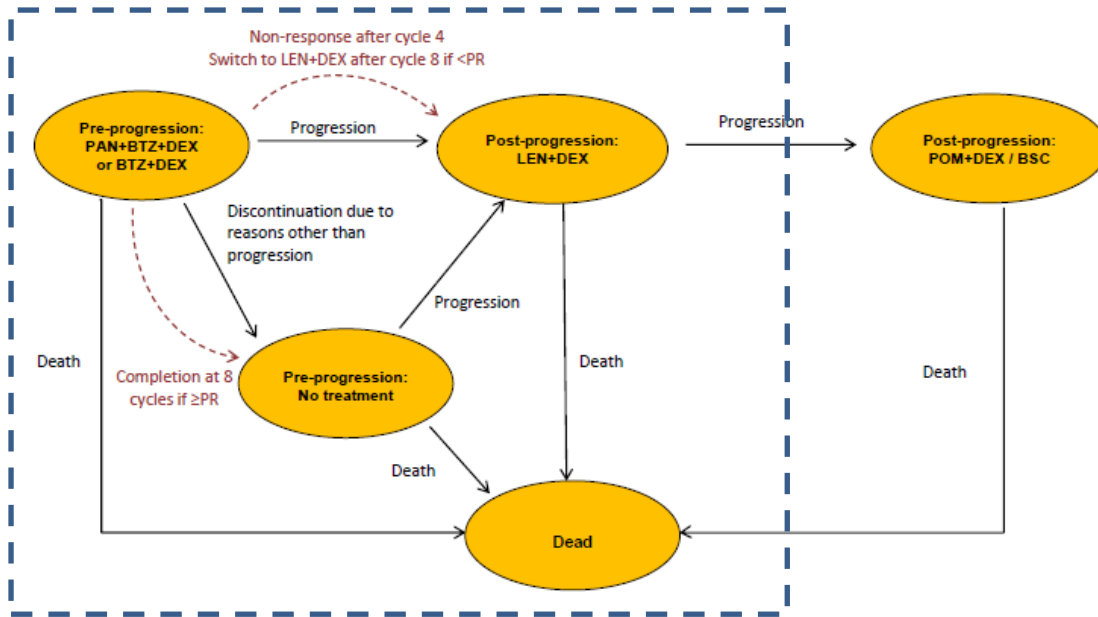 Non-response after cycle 4
Switch to LEN+DEX after cycle 8 if <PR
Pre-progression:
PAN+BTZ+DEX
or BTZ+DEX
Progression
Post-progression:
LEN+DEX
Progression
Post-progression:
POM+DEX / BSC
Discontinuation due to
reasons other than
progression
Progression
Death
Completion at 8
cycles if ≥PR
Pre-progression:
No treatment
Death
Death
Death
Dead